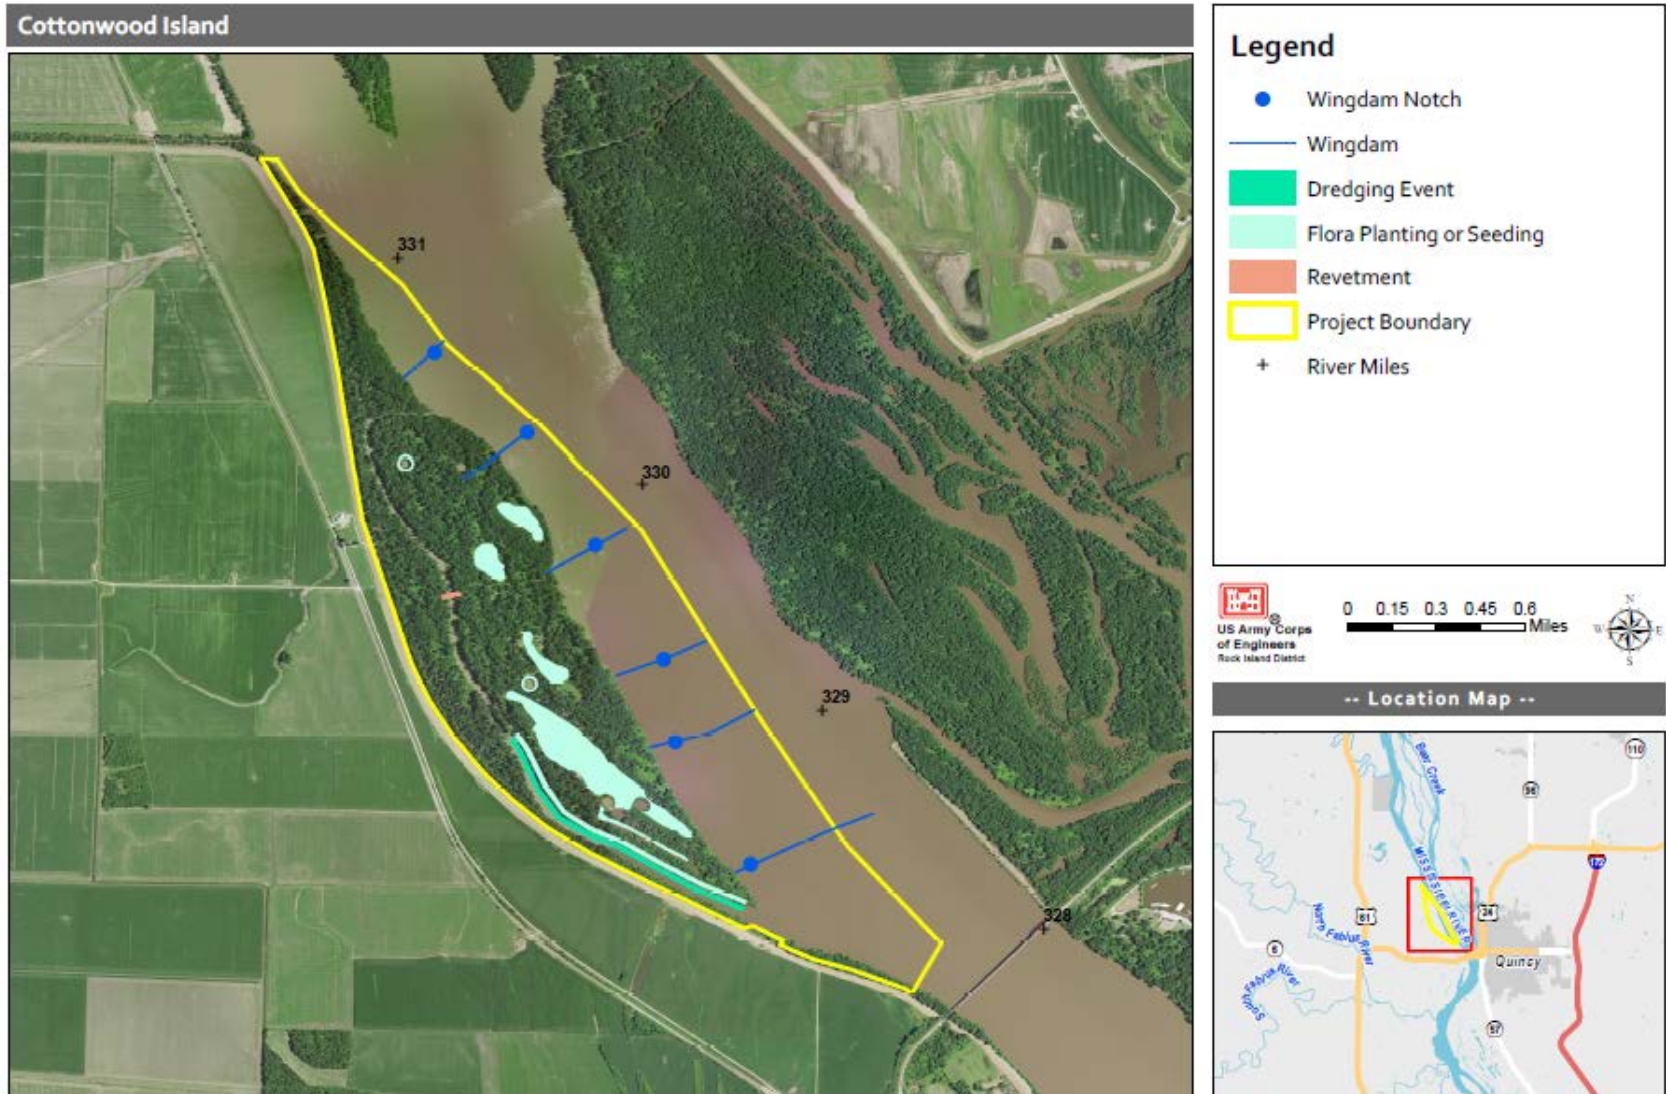 Cottonwood Island
331
330
329
328
Legend
Wingdam Notch
Wingdam
Dredging Event
Flora Planting or Seeding
Revetment
Project Boundary
River Miles
US Army Corps
of Engineers
Rock Island District
0 0.15 0.3 0.45 0.6
Miles
N
W E
S
-- Location Map --
Bear Creek
110
96
MISSISSIPPI RIVER
172
61
24
North Fabius River
6
Quincy
South Fabius River
57